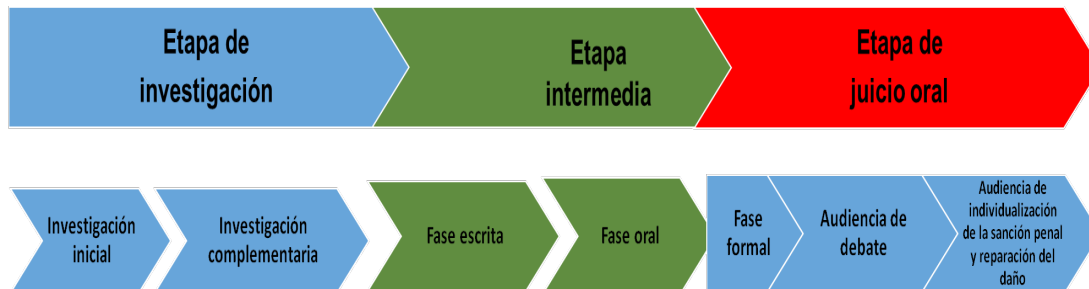 Etapa de
investigación
Etapa
intermedia
Etapa de
juicio oral
Investigación
inicial
Investigación
complementaria
Fase escrita
Fase oral
Fase
formal
Audiencia de
debate
Audiencia de
individualización
de la sanción penal
y reparación del
daño